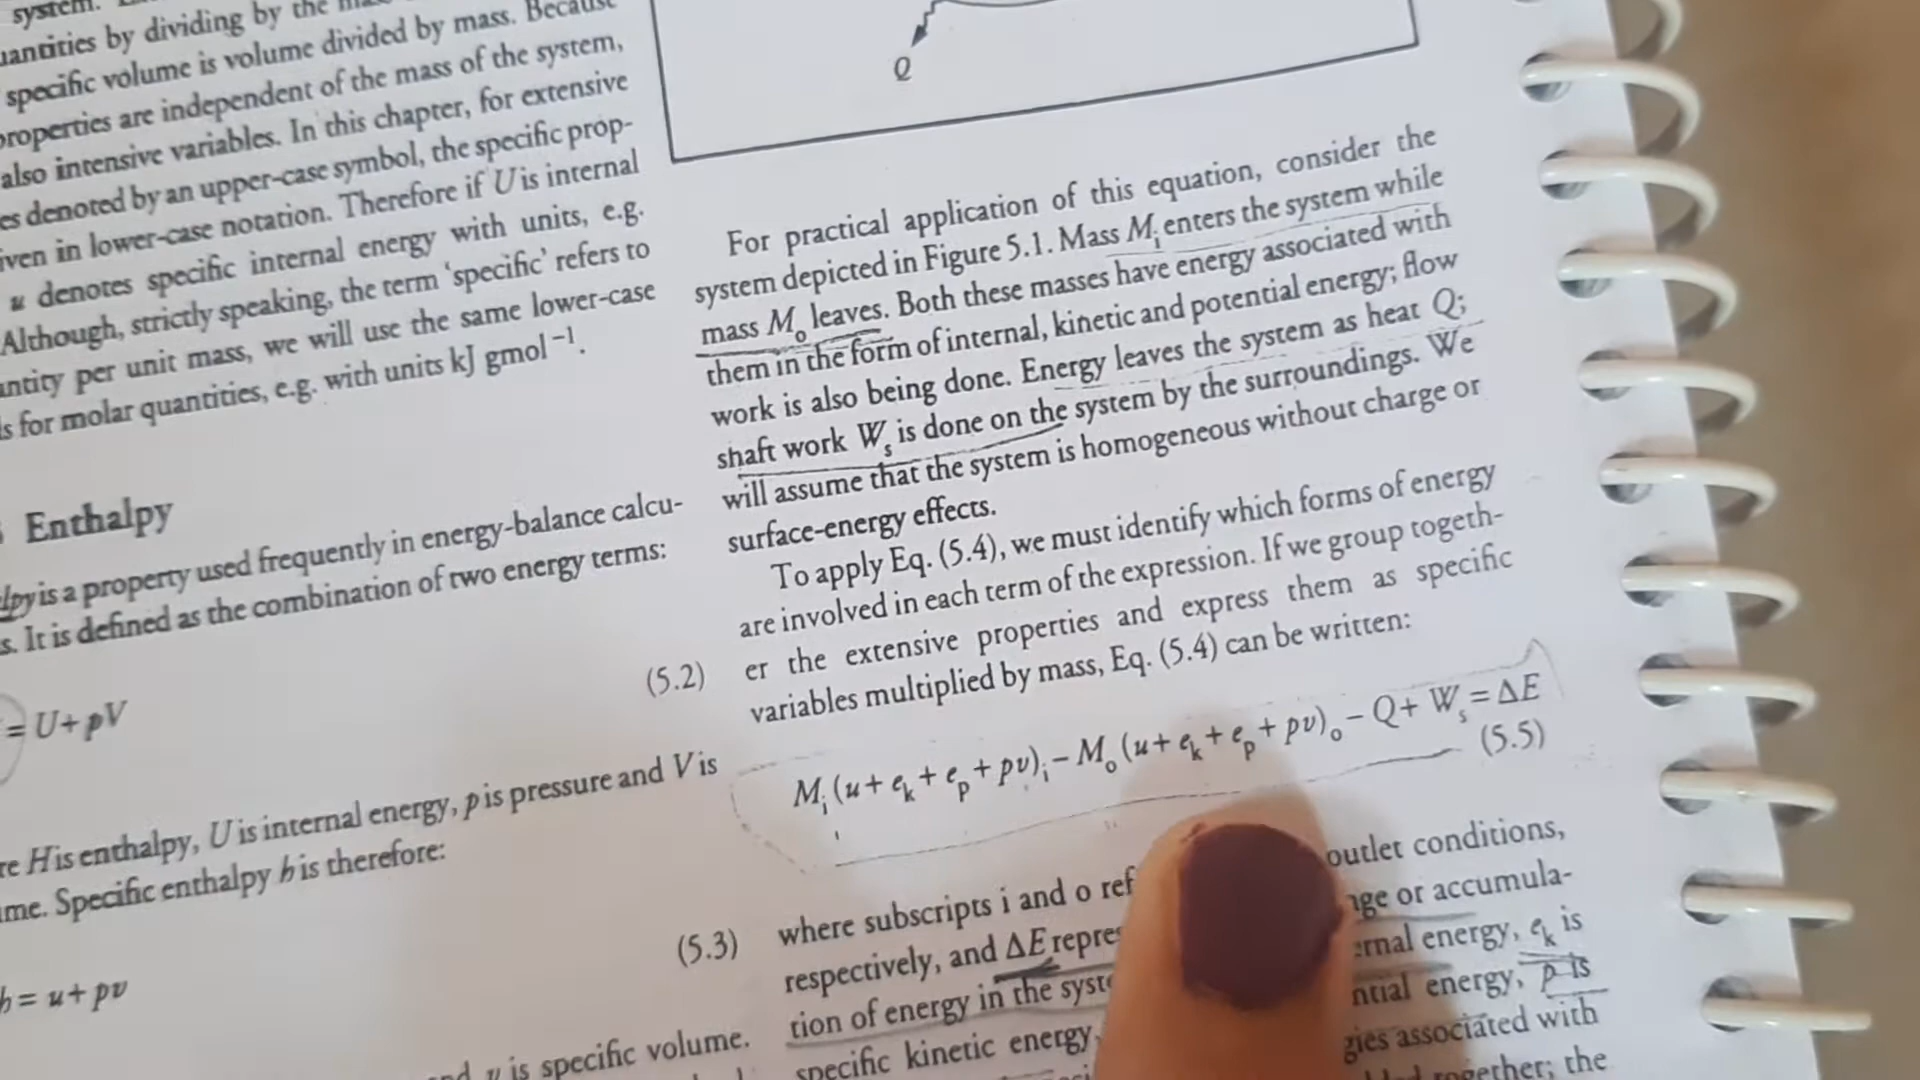 system.
uantities by dividing by the
specific volume is volume divided by mass. Because
properties are independent of the mass of the system,
also intensive variables. In this chapter, for extensive
es denoted by an upper-case symbol, the specific prop-
iven in lower-case notation. Therefore if U is internal
u denotes specific internal energy with units, e.g.
Although, strictly speaking, the term ‘specific’ refers to
antity per unit mass, we will use the same lower-case
ls for molar quantities, e.g. with units kJ gmol⁻¹.
Enthalpy
lpy is a property used frequently in energy-balance calcu-
s. It is defined as the combination of two energy terms:
= U + pV
(5.2)
re H is enthalpy, U is internal energy, p is pressure and V is
me. Specific enthalpy h is therefore:
h = u + pv
(5.3)
v is specific volume.
Q
For practical application of this equation, consider the
system depicted in Figure 5.1. Mass Mᵢ enters the system while
mass Mₒ leaves. Both these masses have energy associated with
them in the form of internal, kinetic and potential energy; flow
work is also being done. Energy leaves the system as heat Q;
shaft work Wₛ is done on the system by the surroundings. We
will assume that the system is homogeneous without charge or
surface-energy effects.
To apply Eq. (5.4), we must identify which forms of energy
are involved in each term of the expression. If we group togeth-
er the extensive properties and express them as specific
variables multiplied by mass, Eq. (5.4) can be written:
Mᵢ (u + eₖ + eₚ + pv)ᵢ − Mₒ (u + eₖ + eₚ + pv)ₒ − Q + Wₛ = ΔE
(5.5)
where subscripts i and o ref outlet conditions,
respectively, and ΔE repres nge or accumula-
tion of energy in the syste ernal energy, eₖ is
specific kinetic energy, ntial energy, p is
gies associated with
together; the